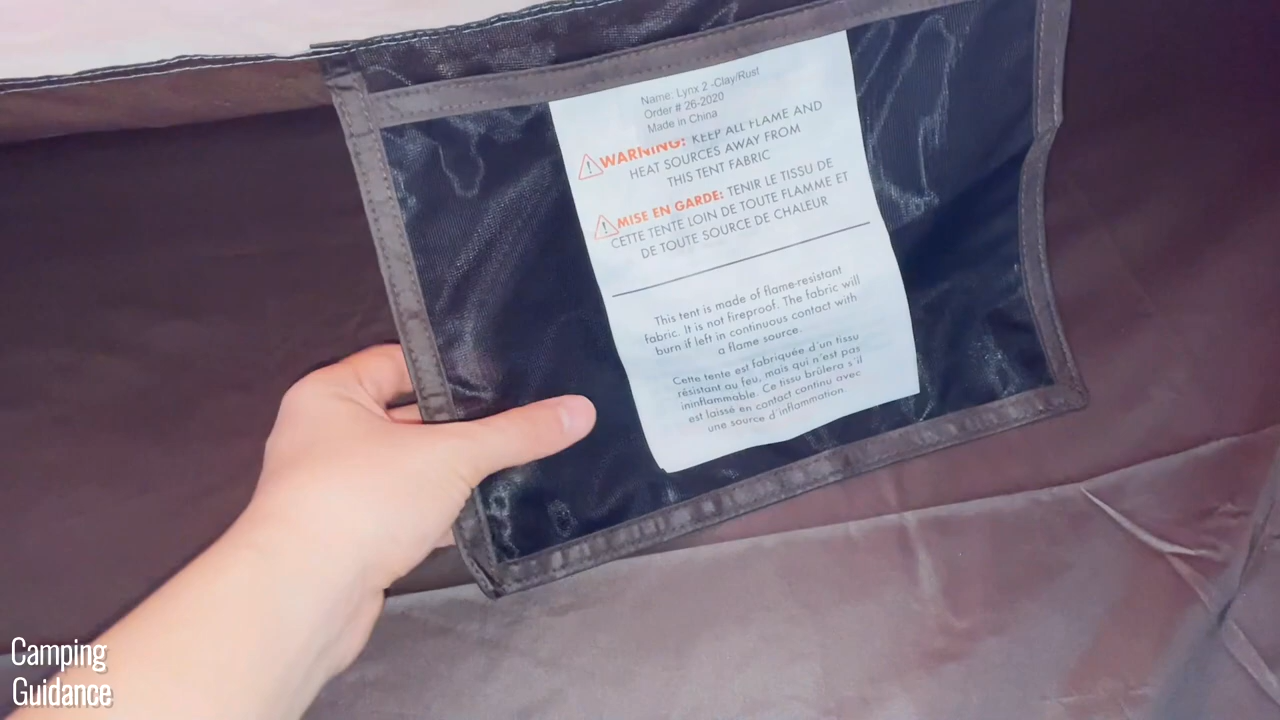 Name: Lynx 2 -Clay/Rust
Order # 26-2020
Made in China
WARNING: KEEP ALL FLAME AND
HEAT SOURCES AWAY FROM
THIS TENT FABRIC
MISE EN GARDE: TENIR LE TISSU DE
CETTE TENTE LOIN DE TOUTE FLAMME ET
DE TOUTE SOURCE DE CHALEUR
This tent is made of flame-resistant
fabric. It is not fireproof. The fabric will
burn if left in continuous contact with
a flame source.
Cette tente est fabriquée d'un tissu
résistant au feu, mais qui n'est pas
ininflammable. Ce tissu brûlera s'il
est laissé en contact continu avec
une source d'inflammation.
Camping
Guidance